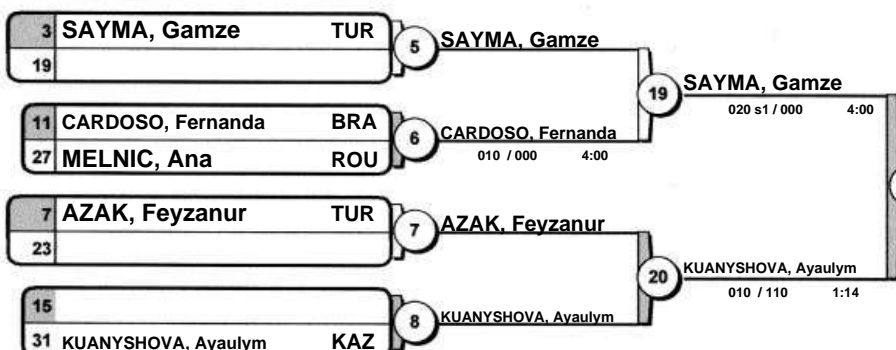 3 SAYMA, Gamze TUR
19
5 SAYMA, Gamze
11 CARDOSO, Fernanda BRA
27 MELNIC, Ana ROU
6 CARDOSO, Fernanda
010 / 000 4:00
19 SAYMA, Gamze
020 s1 / 000 4:00
7 AZAK, Feyzanur TUR
23
7 AZAK, Feyzanur
15
31 KUANYSHOVA, Ayaulym KAZ
8 KUANYSHOVA, Ayaulym
20 KUANYSHOVA, Ayaulym
010 / 110 1:14